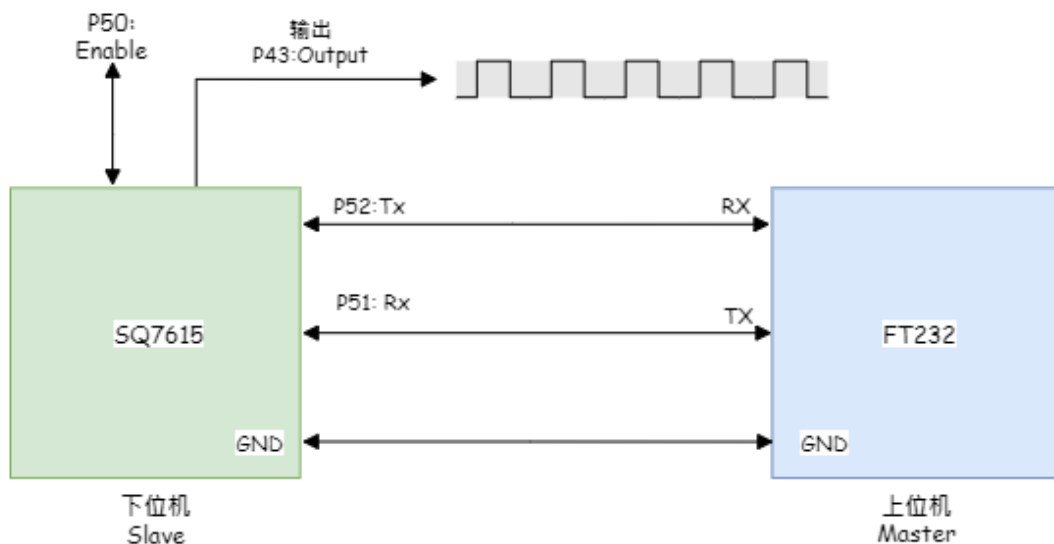 P50:
Enable
输出
P43:Output
P52:Tx
RX
P51: Rx
TX
SQ7615
FT232
GND
GND
下位机
Slave
上位机
Master